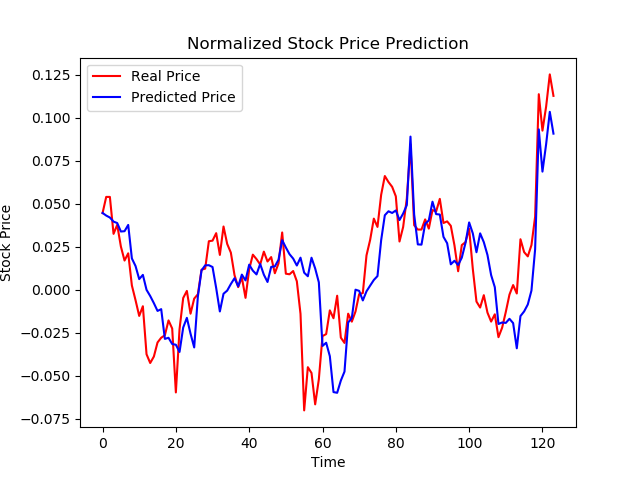 Normalized Stock Price Prediction
Real Price
Predicted Price
0.125
0.100
0.075
0.050
0.025
0.000
−0.025
−0.050
−0.075
Stock Price
0 20 40 60 80 100 120
Time